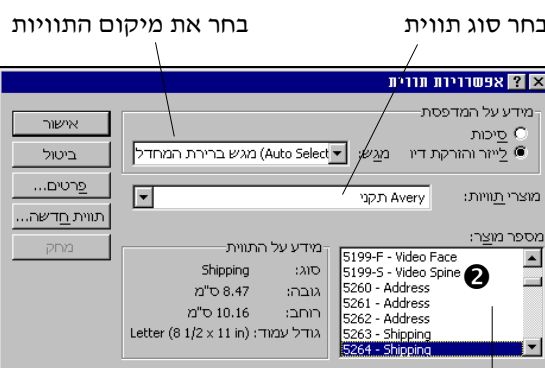 בחר סוג תווית
בחר את מיקום התוויות
אפשרויות תווית
מידע על המדפסת
סיכות
לייזר והזרקת דיו
מגש:
מגש ברירת המחדל (Auto Select
מוצרי תוויות:
Avery תקני
מספר מוצר:
5199-F - Video Face
5199-S - Video Spine
5260 - Address
5261 - Address
5262 - Address
5263 - Shipping
5264 - Shipping
2
מידע על התווית
סוג: Shipping
גובה: 8.47 ס"מ
רוחב: 10.16 ס"מ
גודל עמוד: Letter (8 1/2 x 11 in)
אישור
ביטול
פרטים...
תווית חדשה...
מחק